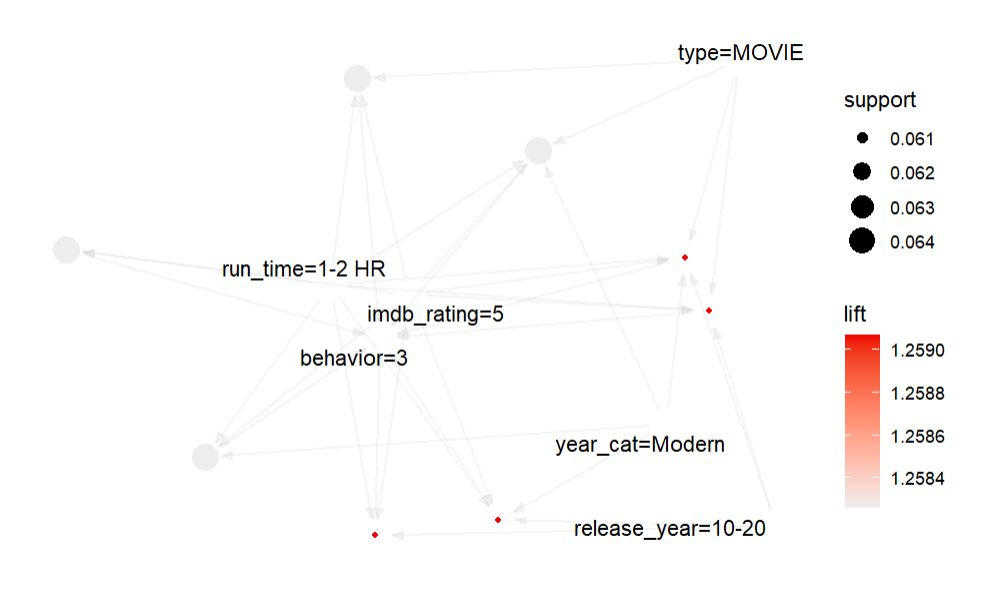 type=MOVIE
run_time=1-2 HR
imdb_rating=5
behavior=3
year_cat=Modern
release_year=10-20
support
0.061
0.062
0.063
0.064
lift
1.2590
1.2588
1.2586
1.2584